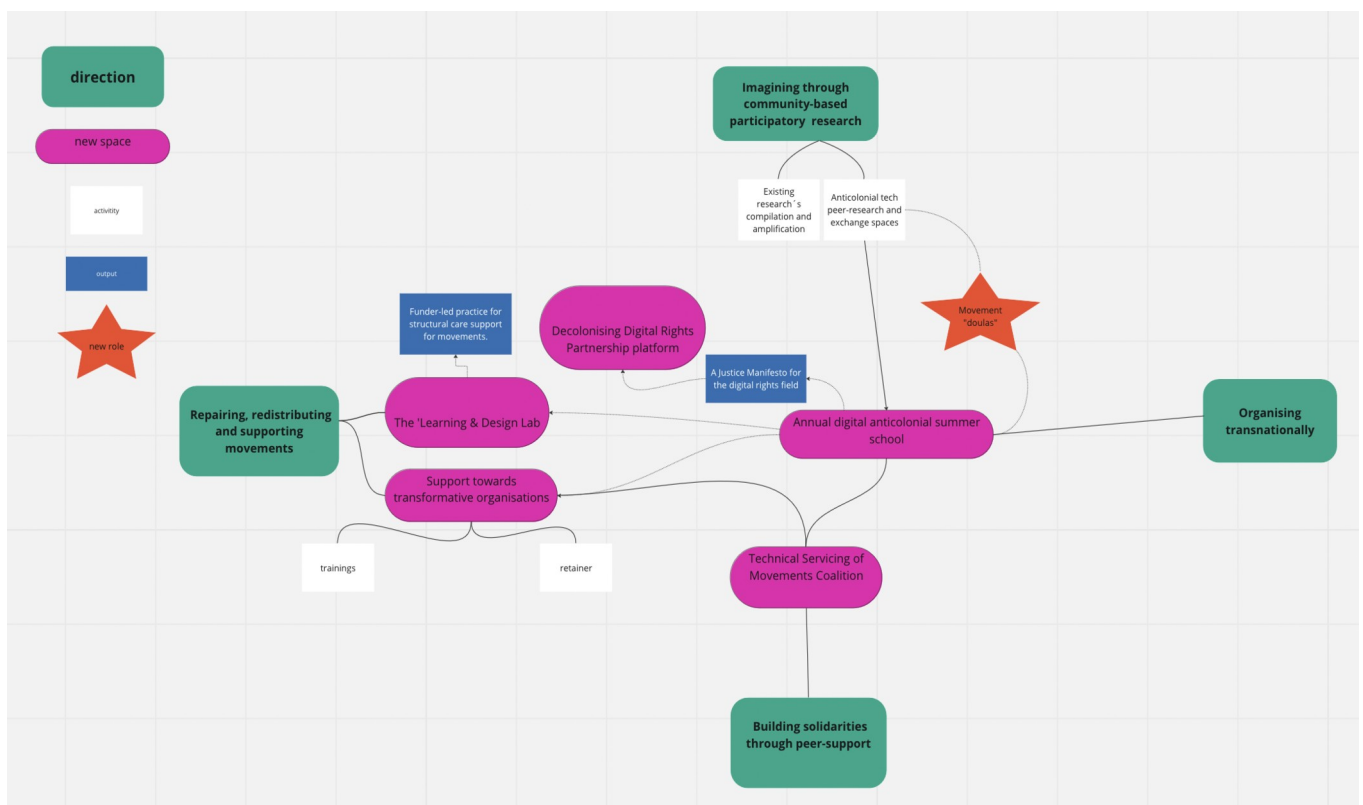 direction
new space
activitity
output
new role
Imagining through
community-based
participatory research
Existing
research´s
compilation and
amplification
Anticolonial tech
peer-research and
exchange spaces
Movement
"doulas"
Funder-led practice for
structural care support
for movements.
Decolonising Digital Rights
Partnership platform
A Justice Manifesto for
the digital rights field
Repairing, redistributing
and supporting
movements
The 'Learning & Design Lab
Annual digital anticolonial summer
school
Organising
transnationally
Support towards
transformative organisations
trainings
retainer
Technical Servicing of
Movements Coalition
Building solidarities
through peer-support